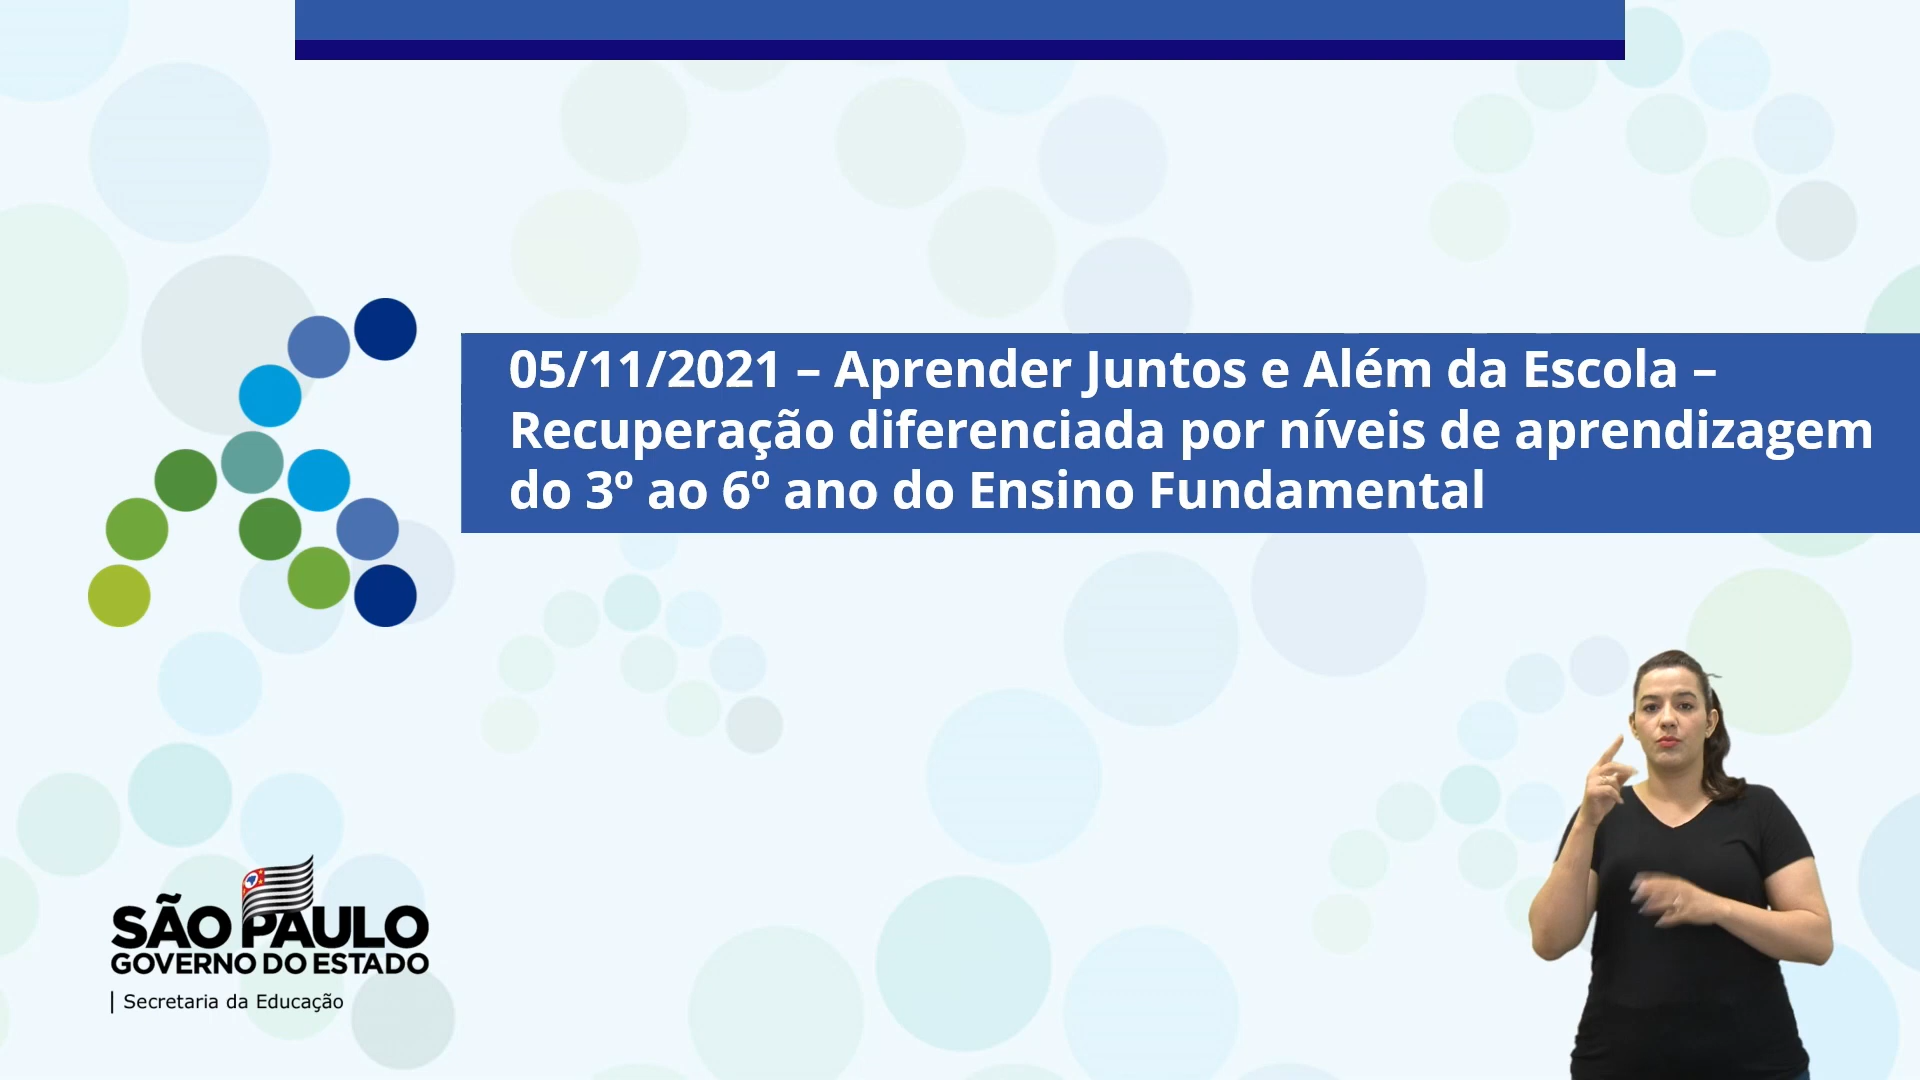 05/11/2021 – Aprender Juntos e Além da Escola –
Recuperação diferenciada por níveis de aprendizagem
do 3º ao 6º ano do Ensino Fundamental
SÃO PAULO
GOVERNO DO ESTADO
Secretaria da Educação